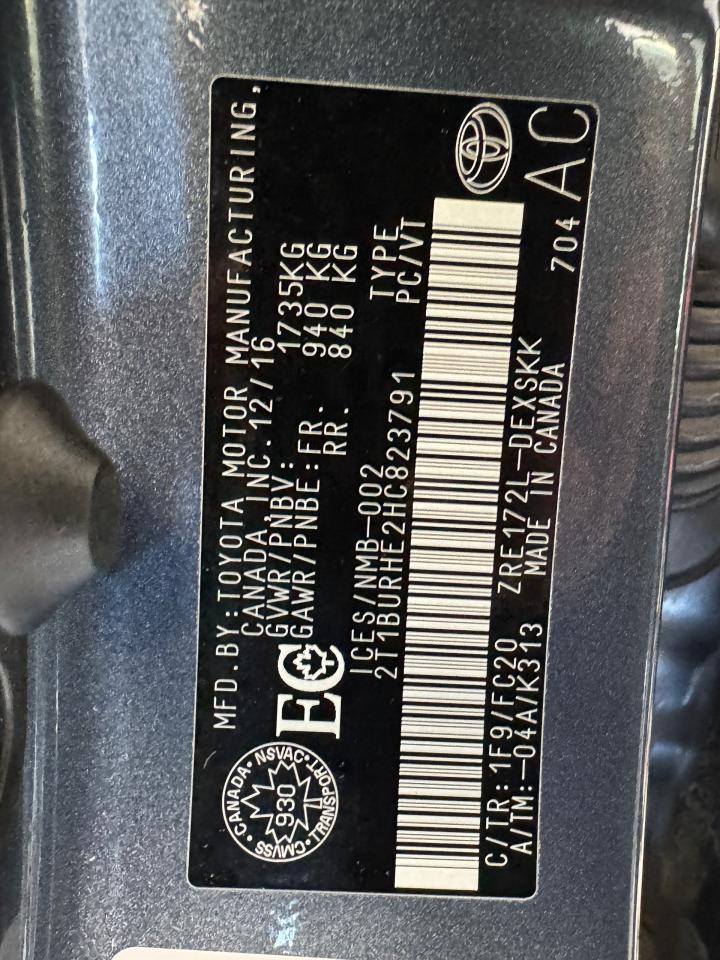 MFD.BY:TOYOTA MOTOR MANUFACTURING,
CANADA INC. 12/16
GVWR/PNBV: 1735KG
GAWR/PNBE:FR. 940 KG
RR. 840 KG
EC
CANADA • NSVAC • TRANSPORT • CMVSS •
930
ICES/NMB-002 TYPE
2T1BURHE2HC823791 PC/VT
C/TR:1F9/FC20 ZRE172L-DEXSKK
A/TM:-04A/K313 MADE IN CANADA
704 AC